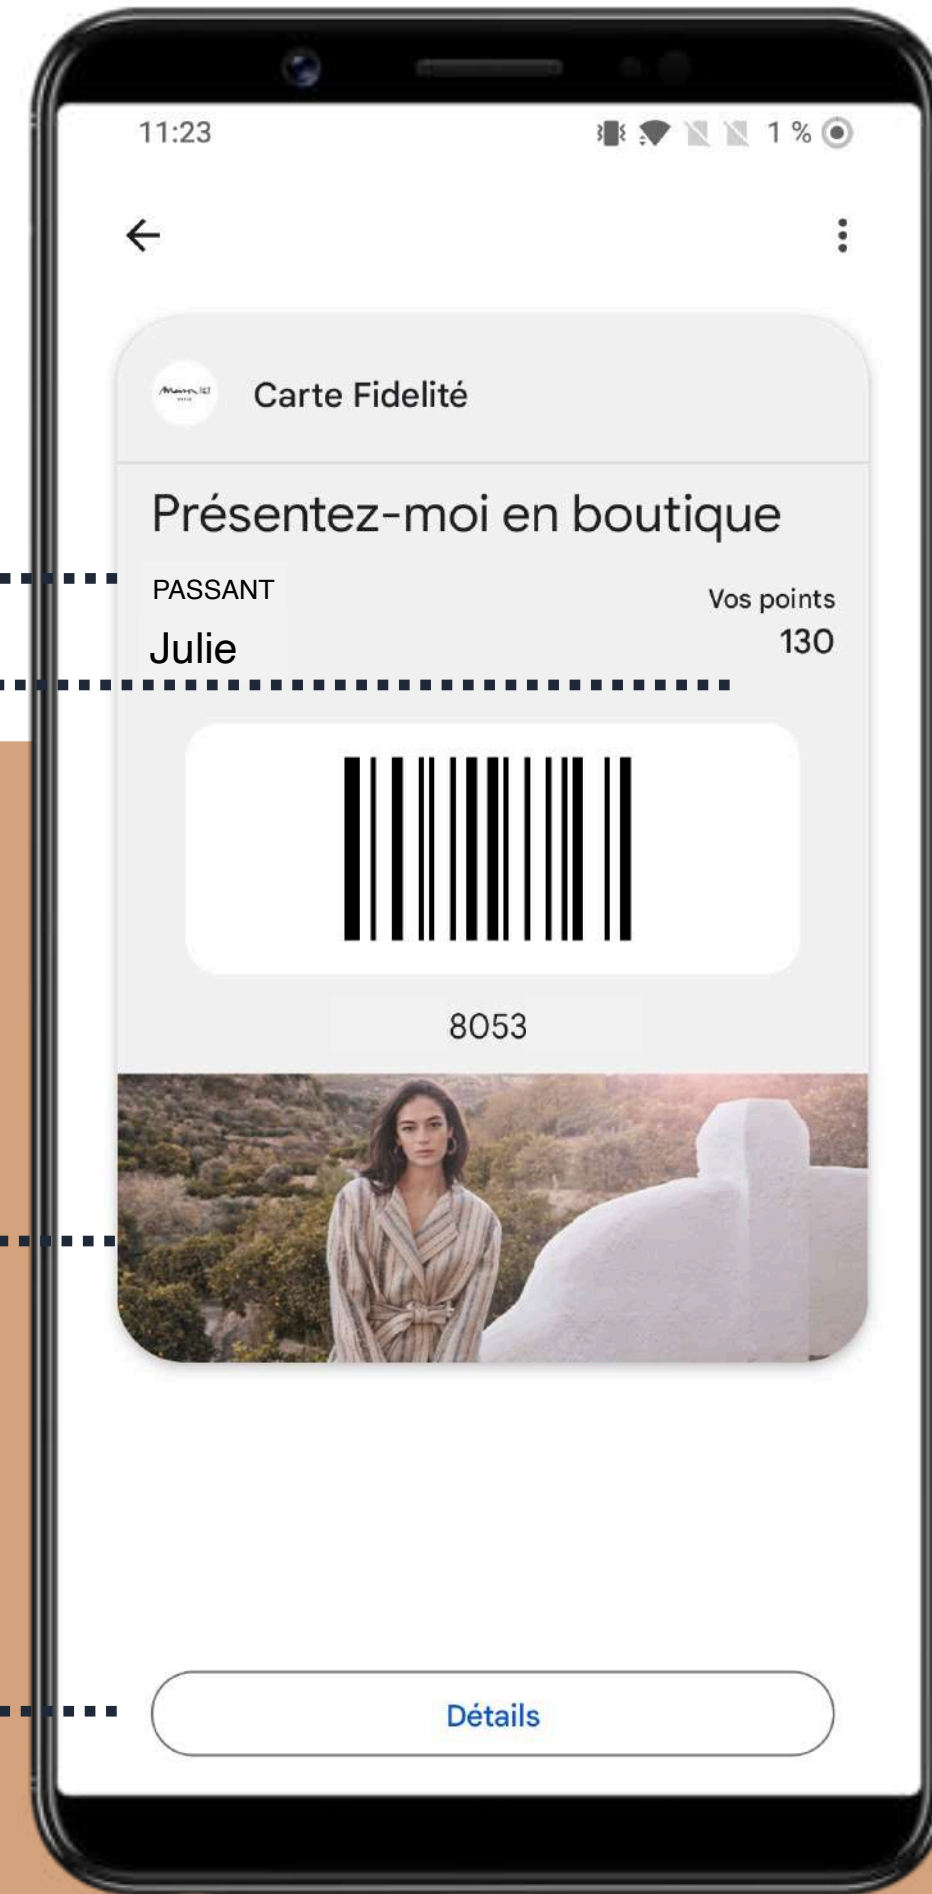 11:23
1 %
Carte Fidelité
Présentez-moi en boutique
PASSANT
Julie
Vos points
130
8053
Détails